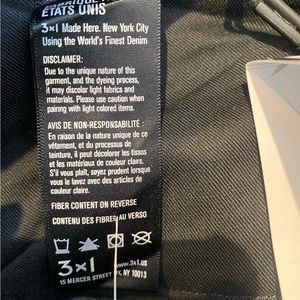 ÉTATS UNIS
3×1 Made Here. New York City
Using the World's Finest Denim
DISCLAIMER:
Due to the unique nature of this
garment, and the dyeing process,
it may discolor light fabrics and
materials. Please use caution when
pairing with light colored items.
AVIS DE NON-RESPONSABILITÉ :
En raison de la nature unique de ce
vêtement, et du processus de
teinture, il peut décolorer les tissus
et les matériaux de couleur claire.
S'il vous plaît, soyez prudent lorsque
vous le lavez avec des articles de
couleur claire.
FIBER CONTENT ON REVERSE
CONTENU DES FIBRES AU VERSO
3×1 www.3x1.us
15 MERCER STREET NY, NY 10013